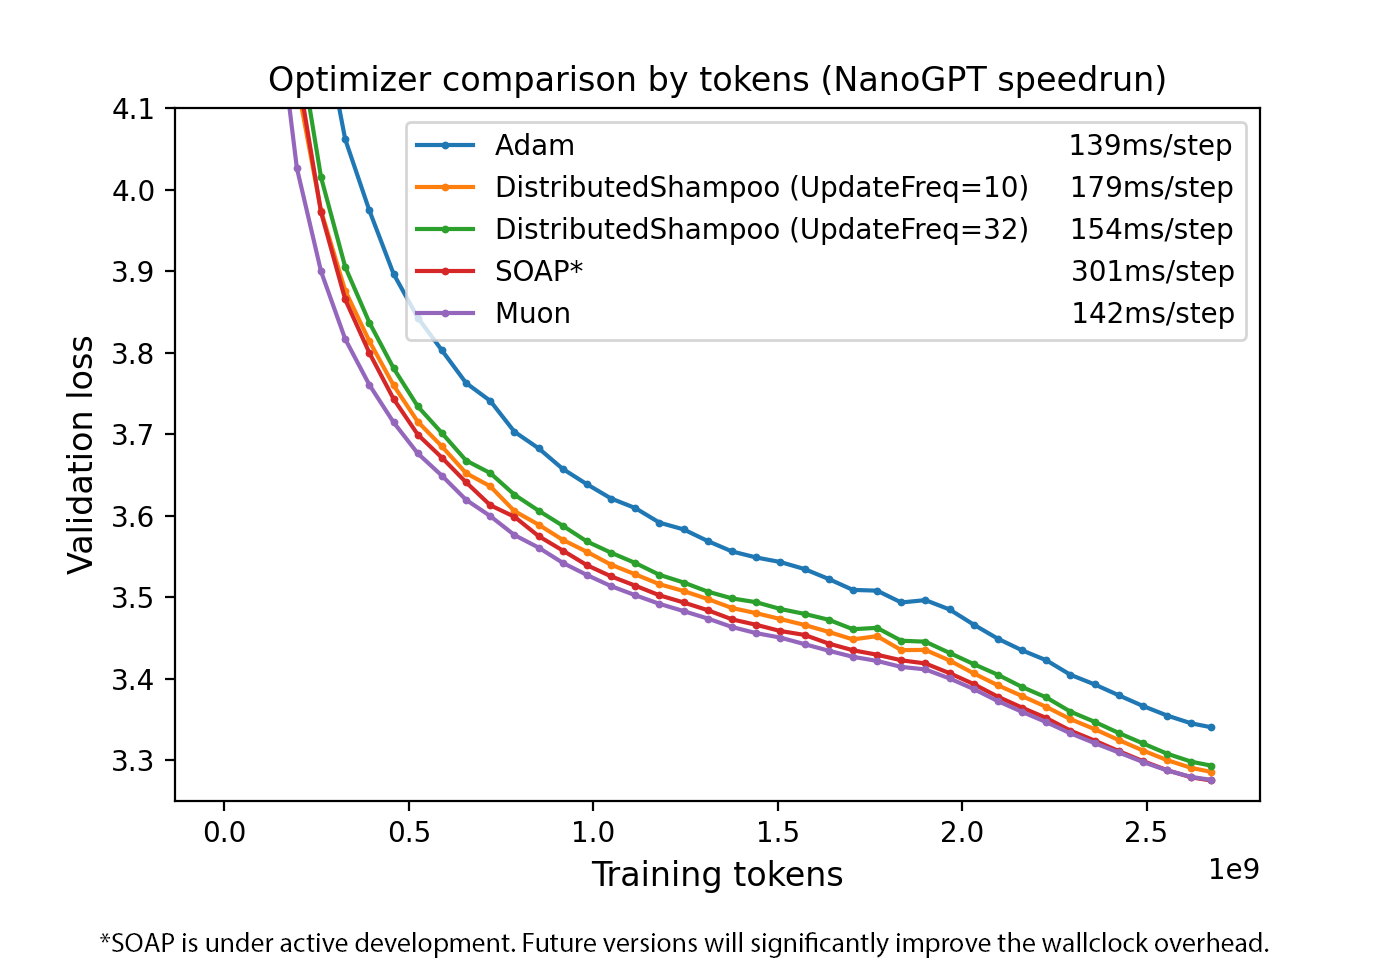 Optimizer comparison by tokens (NanoGPT speedrun)
4.1
4.0
3.9
3.8
3.7
3.6
3.5
3.4
3.3
Validation loss
Adam 139ms/step
DistributedShampoo (UpdateFreq=10) 179ms/step
DistributedShampoo (UpdateFreq=32) 154ms/step
SOAP* 301ms/step
Muon 142ms/step
0.0 0.5 1.0 1.5 2.0 2.5
1e9
Training tokens
*SOAP is under active development. Future versions will significantly improve the wallclock overhead.